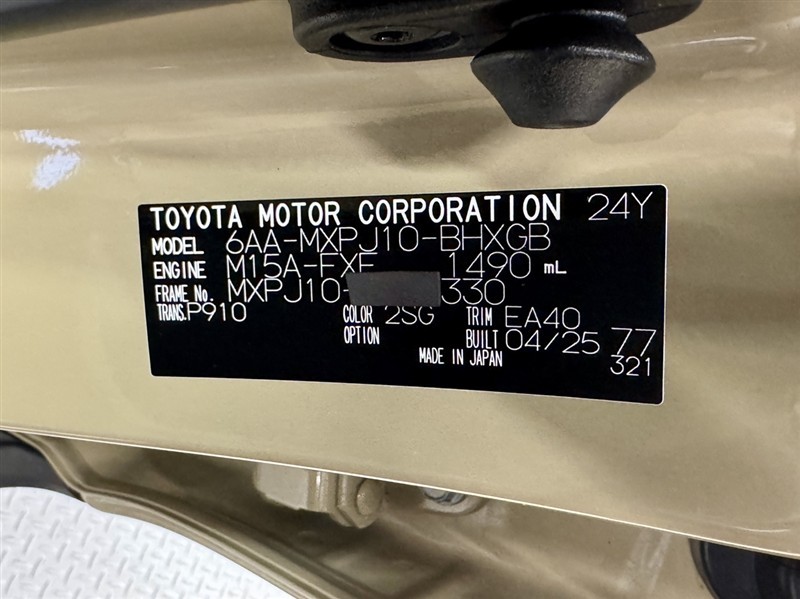 TOYOTA MOTOR CORPORATION 24Y
MODEL 6AA-MXPJ10-BHXGB
ENGINE M15A-FXE 1490 mL
FRAME No. MXPJ10- 330
TRANS. P910 COLOR 2SG TRIM EA40
OPTION BUILT 04/25 77
MADE IN JAPAN 321